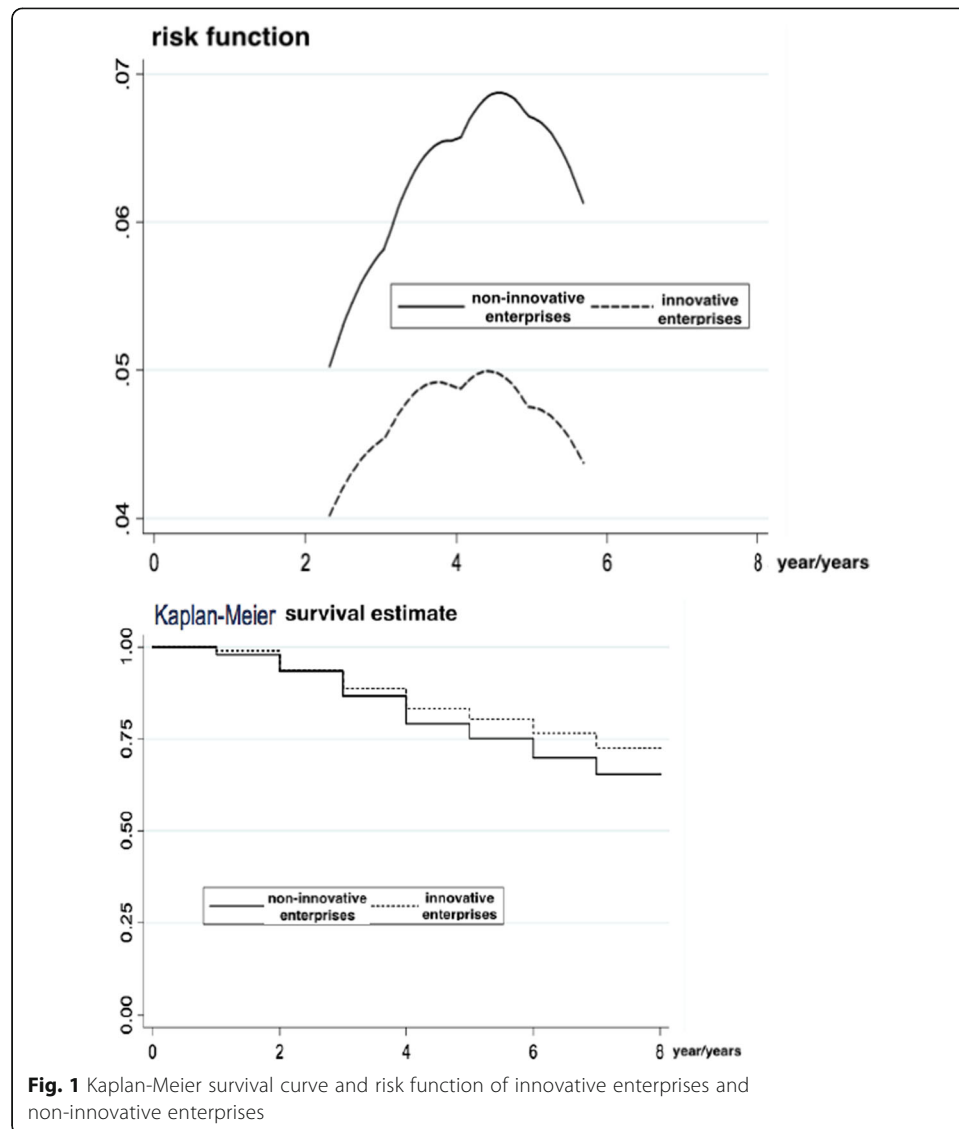 risk function
.07
.06
.05
.04
non-innovative enterprises
innovative enterprises
0 2 4 6 8 year/years
Kaplan-Meier survival estimate
1.00
0.75
0.50
0.25
0.00
non-innovative enterprises
innovative enterprises
0 2 4 6 8 year/years
Fig. 1 Kaplan-Meier survival curve and risk function of innovative enterprises and
non-innovative enterprises